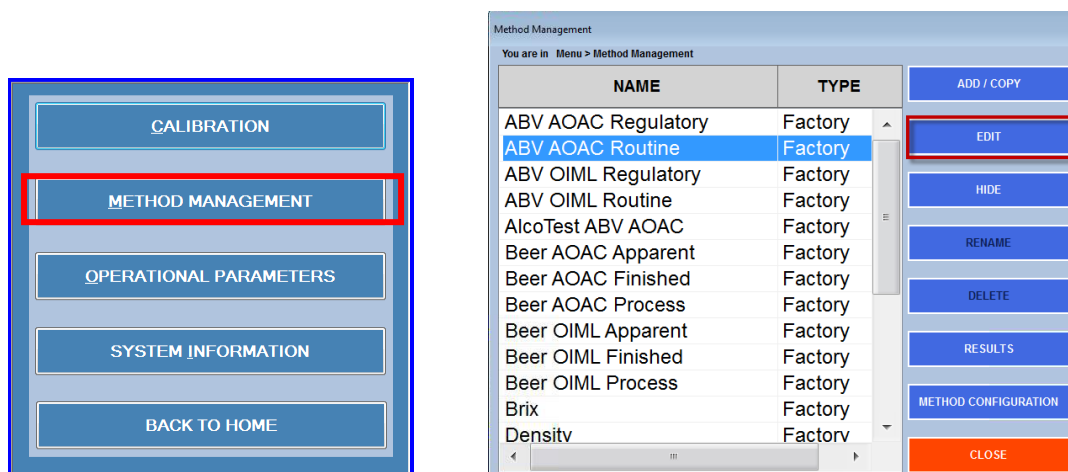 CALIBRATION
METHOD MANAGEMENT
OPERATIONAL PARAMETERS
SYSTEM INFORMATION
BACK TO HOME
Method Management
You are in Menu > Method Management
NAME TYPE
ABV AOAC Regulatory Factory
ABV AOAC Routine Factory
ABV OIML Regulatory Factory
ABV OIML Routine Factory
AlcoTest ABV AOAC Factory
Beer AOAC Apparent Factory
Beer AOAC Finished Factory
Beer AOAC Process Factory
Beer OIML Apparent Factory
Beer OIML Finished Factory
Beer OIML Process Factory
Brix Factory
Density Factory
ADD / COPY
EDIT
HIDE
RENAME
DELETE
RESULTS
METHOD CONFIGURATION
CLOSE